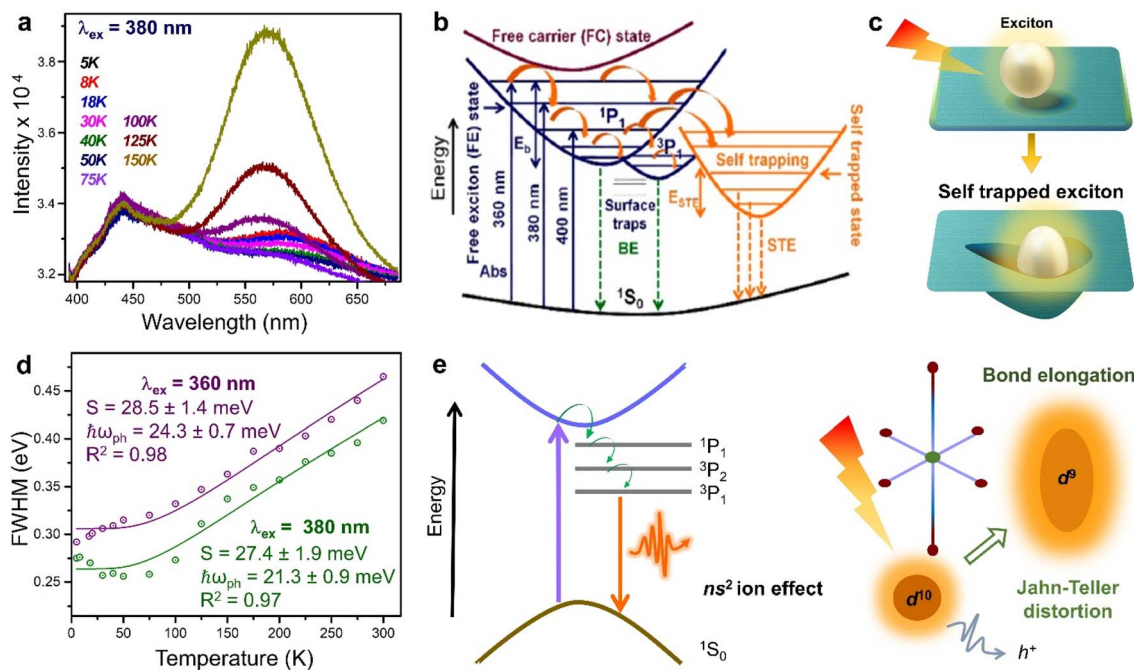 a
λex = 380 nm
5K
8K
18K
30K 100K
40K 125K
50K 150K
75K
Intensity x 10⁴
3.8
3.6
3.4
3.2
400 450 500 550 600 650
Wavelength (nm)
b
Free carrier (FC) state
Energy
Free exciton (FE) state
¹P₁
³P₁
Eb
360 nm
380 nm
400 nm
Abs
Surface
traps
BE
Self trapping
ESTE
STE
Self trapped state
¹S₀
c
Exciton
Self trapped exciton
d
λex = 360 nm
S = 28.5 ± 1.4 meV
ℏωph = 24.3 ± 0.7 meV
R² = 0.98
λex = 380 nm
S = 27.4 ± 1.9 meV
ℏωph = 21.3 ± 0.9 meV
R² = 0.97
FWHM (eV)
0.45
0.40
0.35
0.30
0.25
0 50 100 150 200 250 300
Temperature (K)
e
Energy
¹P₁
³P₂
³P₁
ns² ion effect
¹S₀
Bond elongation
d⁹
d¹⁰
Jahn-Teller
distortion
h⁺